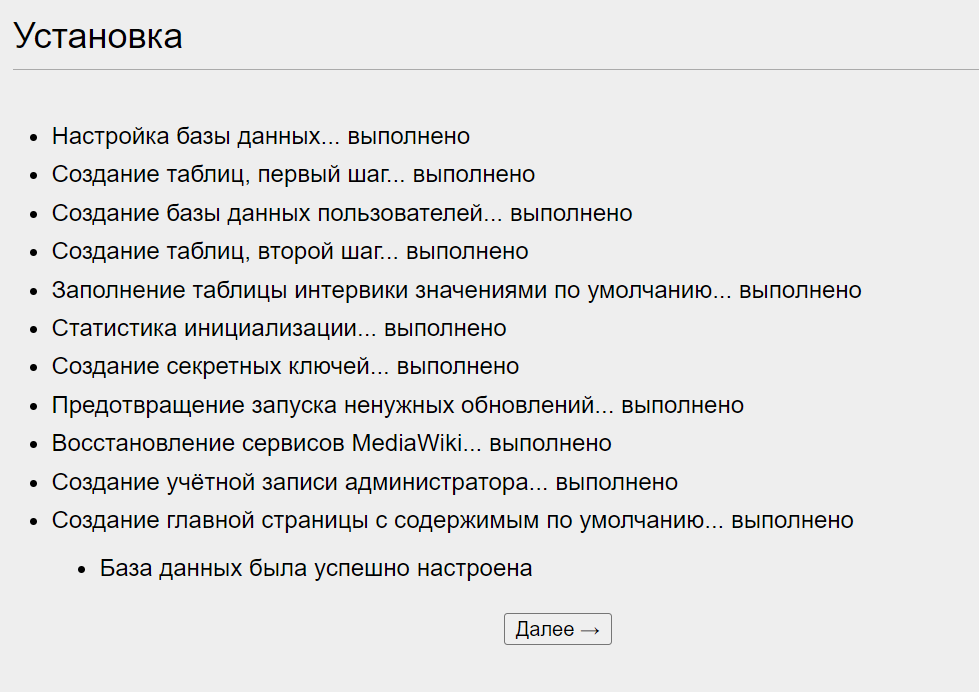 Установка
Настройка базы данных... выполнено
Создание таблиц, первый шаг... выполнено
Создание базы данных пользователей... выполнено
Создание таблиц, второй шаг... выполнено
Заполнение таблицы интервики значениями по умолчанию... выполнено
Статистика инициализации... выполнено
Создание секретных ключей... выполнено
Предотвращение запуска ненужных обновлений... выполнено
Восстановление сервисов MediaWiki... выполнено
Создание учётной записи администратора... выполнено
Создание главной страницы с содержимым по умолчанию... выполнено
База данных была успешно настроена
Далее →